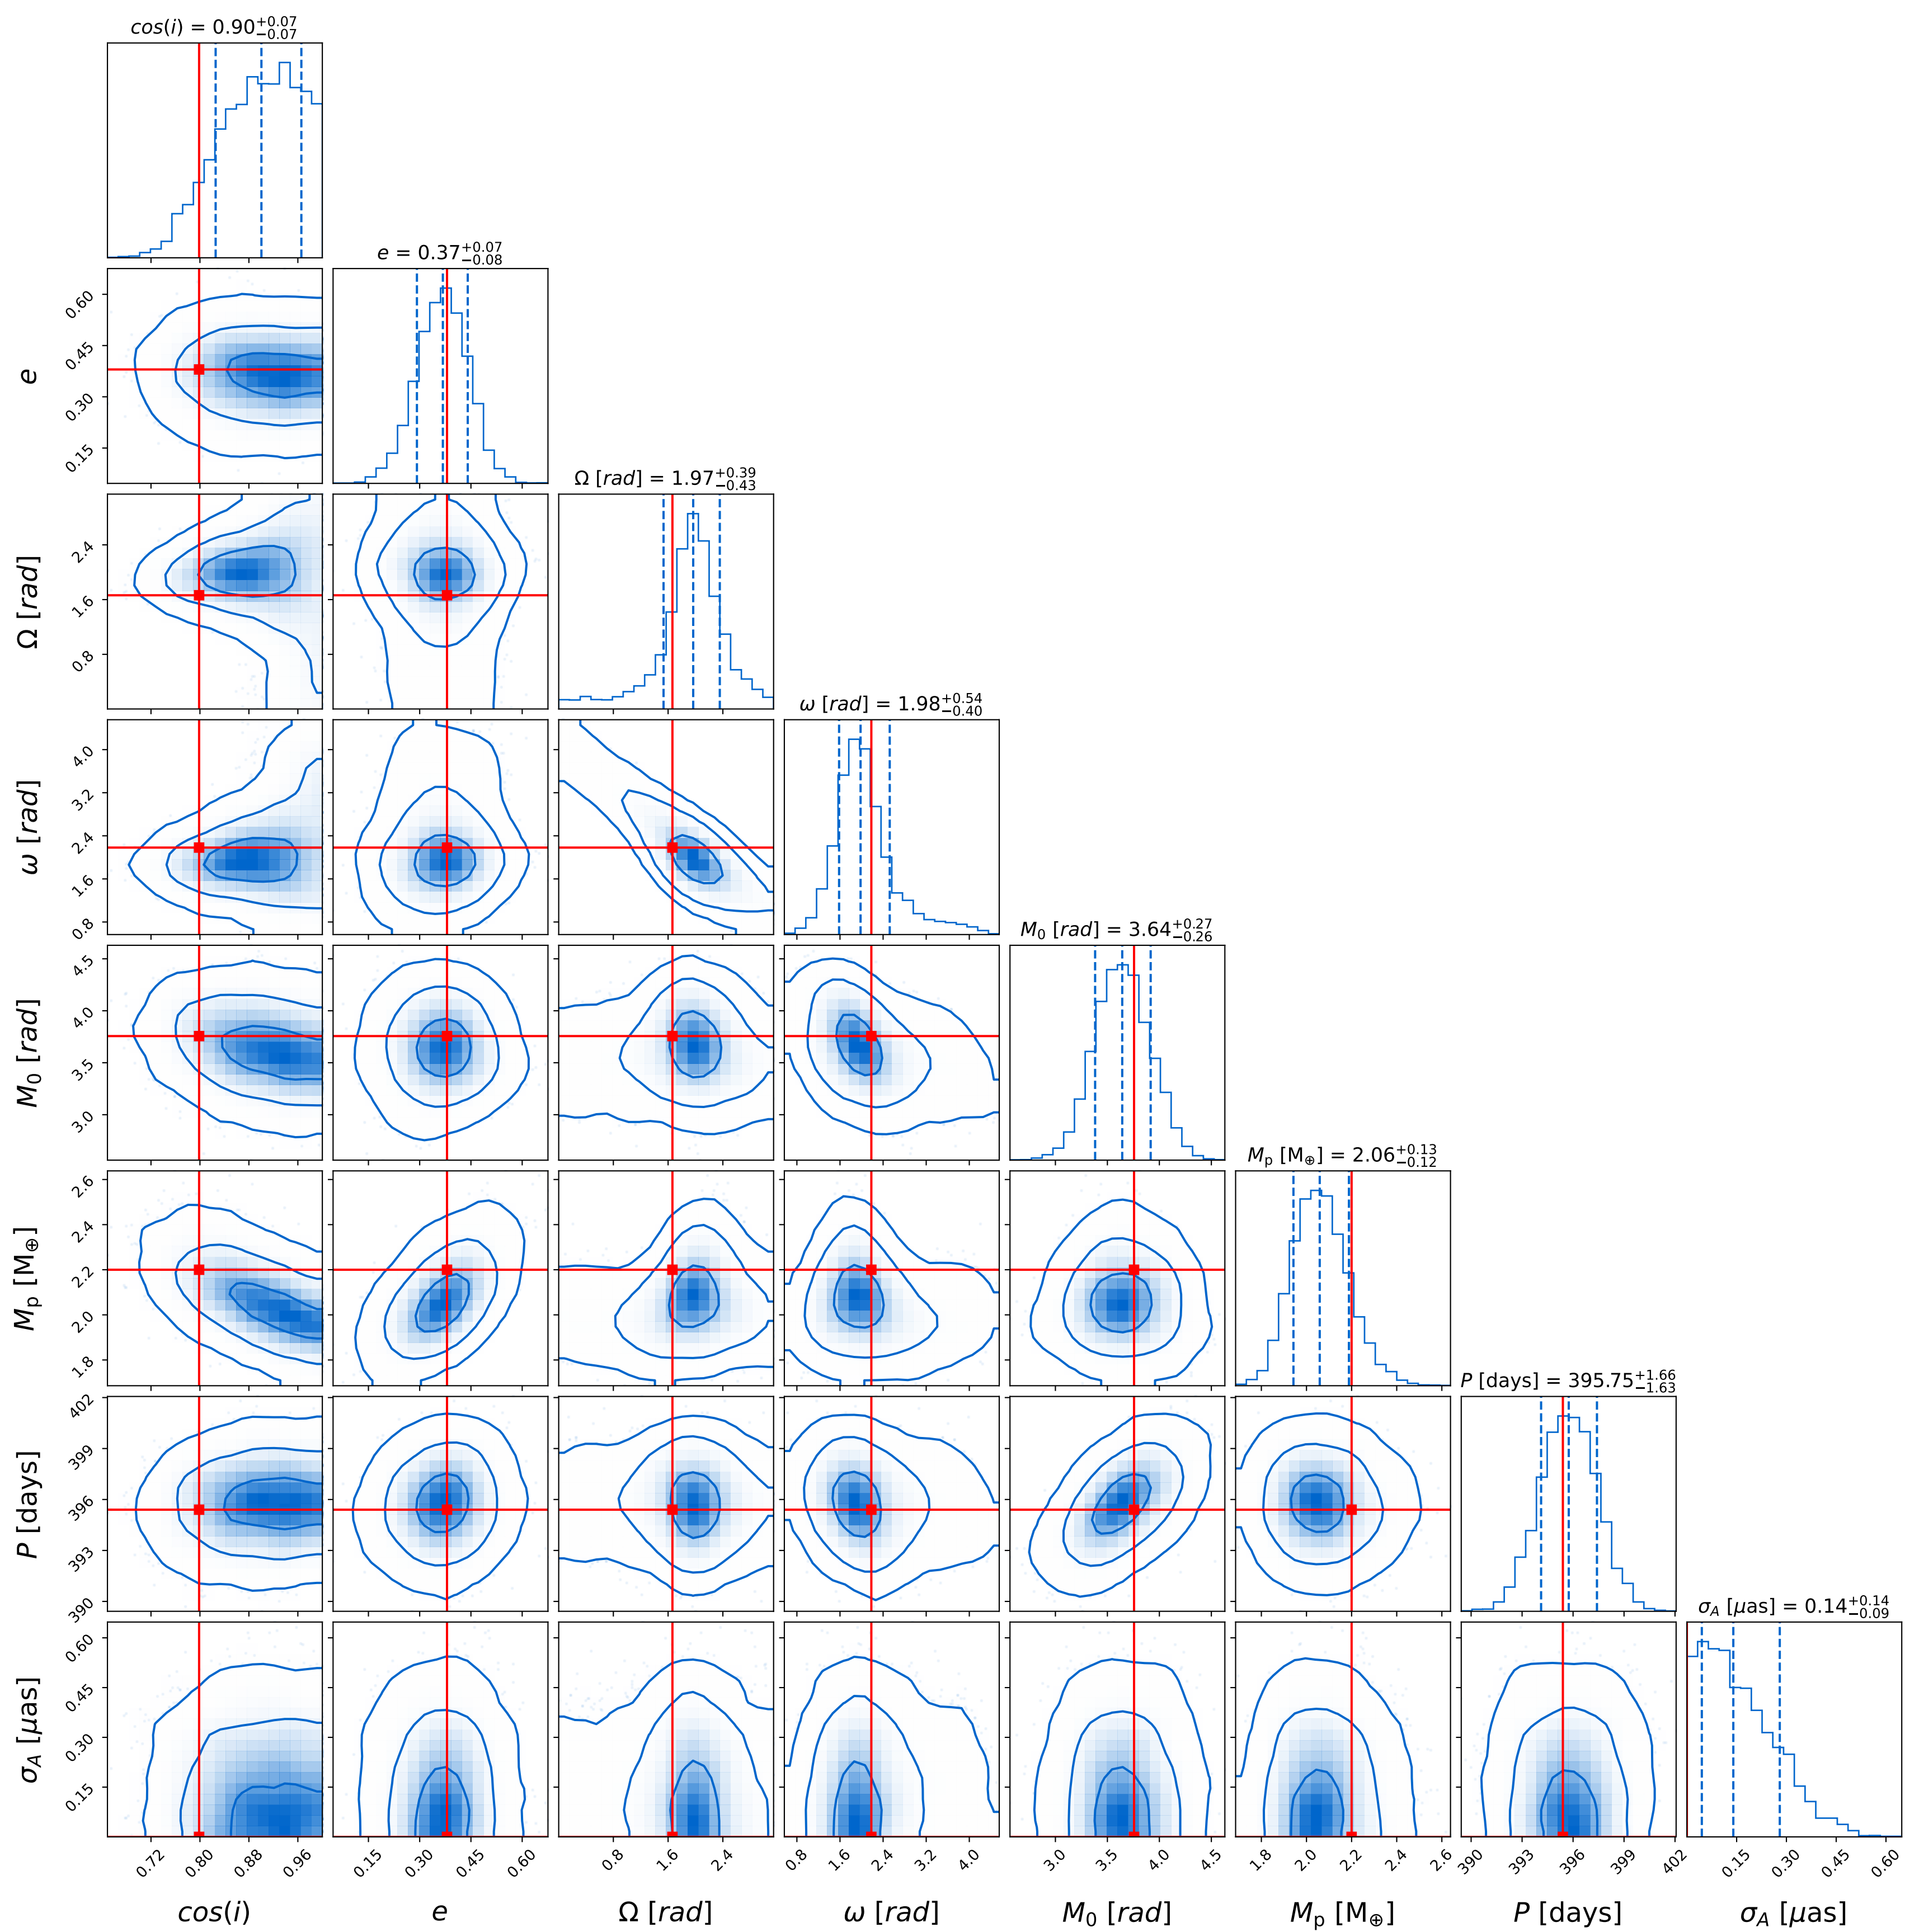 cos(i) = 0.90 +0.07 −0.07
e = 0.37 +0.07 −0.08
0.60
0.45
0.30
0.15
e
Ω [rad] = 1.97 +0.39 −0.43
2.4
1.6
0.8
Ω [rad]
ω [rad] = 1.98 +0.54 −0.40
4.0
3.2
2.4
1.6
0.8
ω [rad]
M₀ [rad] = 3.64 +0.27 −0.26
4.5
4.0
3.5
3.0
M₀ [rad]
Mₚ [M⊕] = 2.06 +0.13 −0.12
2.6
2.4
2.2
2.0
1.8
Mₚ [M⊕]
P [days] = 395.75 +1.66 −1.63
402
399
396
393
390
P [days]
σ_A [μas] = 0.14 +0.14 −0.09
0.60
0.45
0.30
0.15
σ_A [μas]
0.72 0.80 0.88 0.96 0.15 0.30 0.45 0.60 0.8 1.6 2.4 0.8 1.6 2.4 3.2 4.0 3.0 3.5 4.0 4.5 1.8 2.0 2.2 2.4 2.6 390 393 396 399 402 0.15 0.30 0.45 0.60
cos(i) e Ω [rad] ω [rad] M₀ [rad] Mₚ [M⊕] P [days] σ_A [μas]